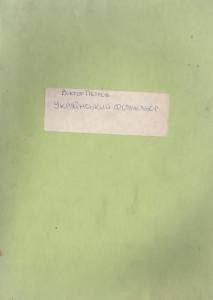 Віктор Петров
УКРАЇНСЬКИЙ ФОЛЬКЛОР